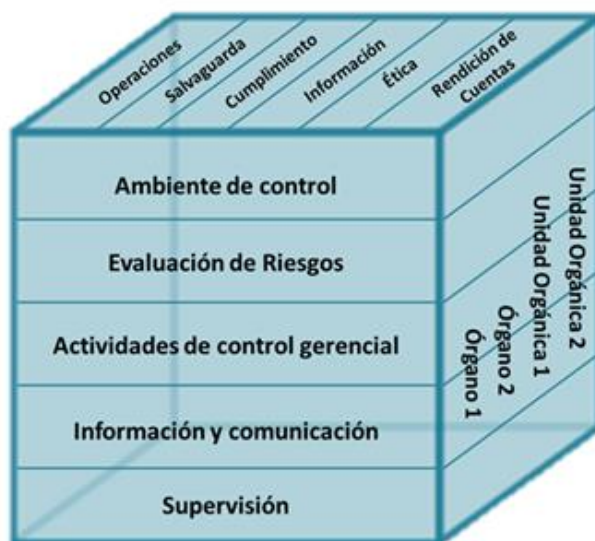 Operaciones
Salvaguarda
Cumplimiento
Información
Ética
Rendición de
Cuentas
Ambiente de control
Evaluación de Riesgos
Actividades de control gerencial
Información y comunicación
Supervisión
Órgano 1
Órgano 2
Unidad Orgánica 1
Unidad Orgánica 2